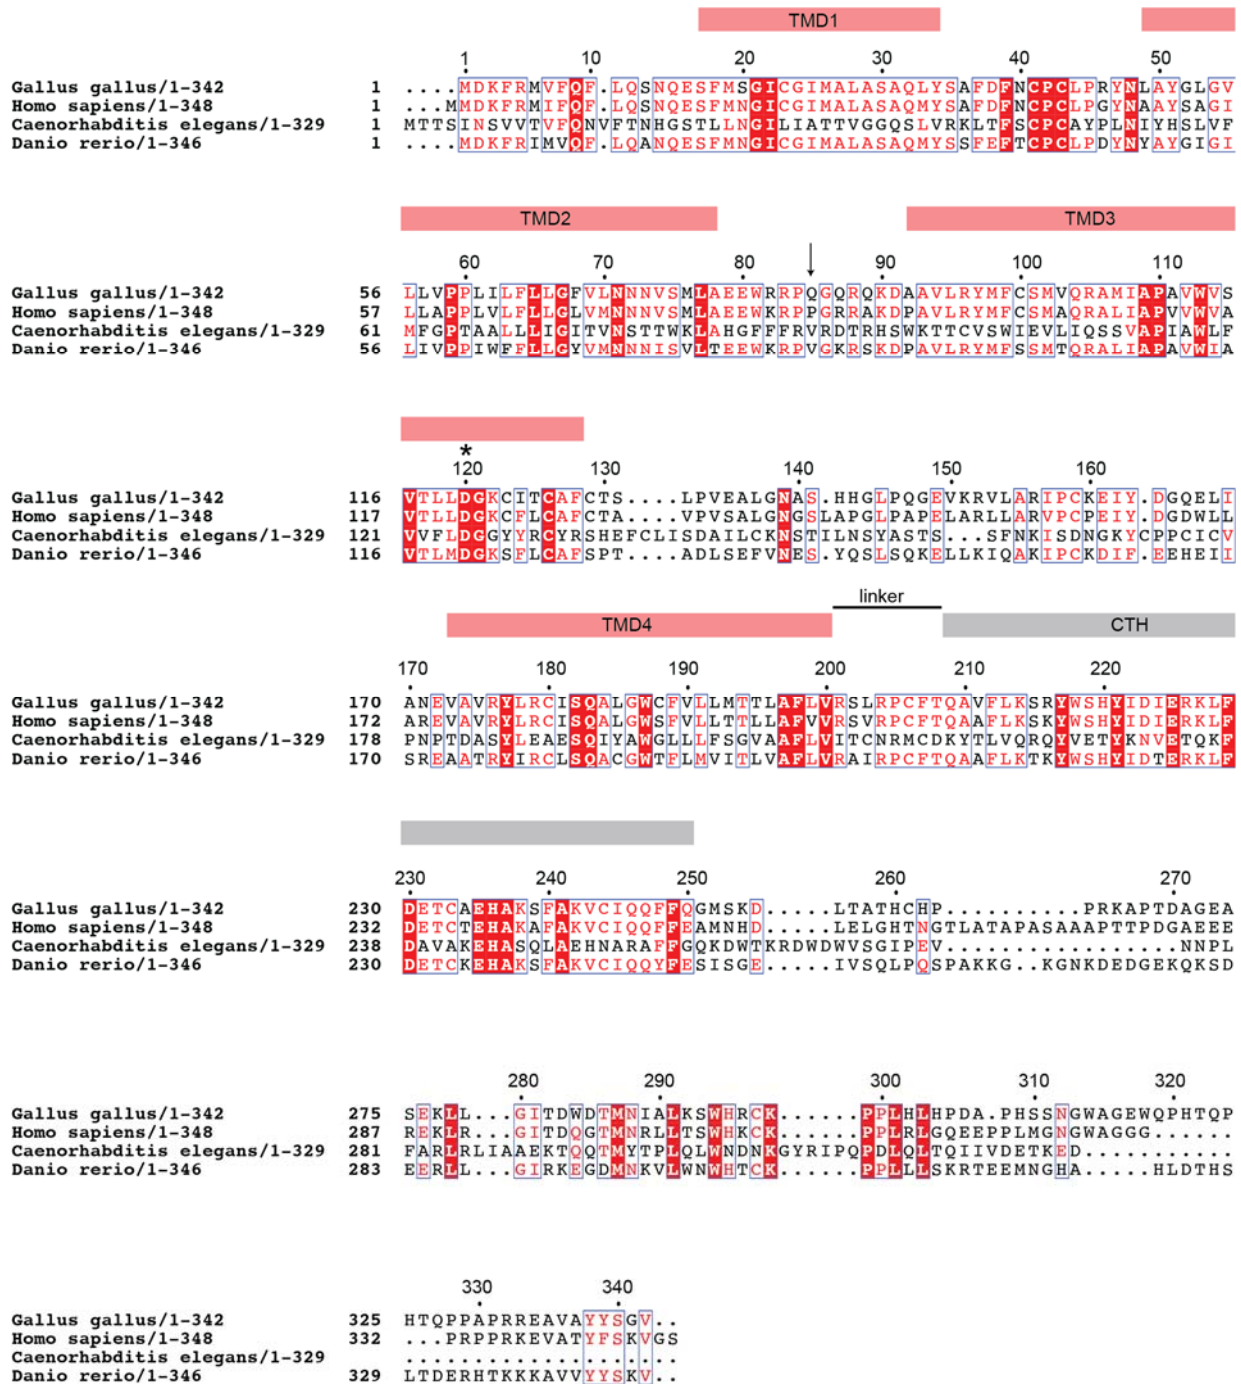 TMD1
1 10 20 30 40 50
Gallus gallus/1-342 1 ....MDKFRMVFQF.LQSNQESFMSGICGIMALASAQLYSAFDFNCPCLPRYNLAYGLGV
Homo sapiens/1-348 1 ...MMDKFRMIFQF.LQSNQESFMNGICGIMALASAQMYSAFDFNCPCLPGYNAAYSAGI
Caenorhabditis elegans/1-329 1 MTTSINSVVTVFQNVFTNHGSTLLNGILIATTVGGQSLVRKLTFSCPCAYPLNIYHSLVF
Danio rerio/1-346 1 ....MDKFRIMVQF.LQANQESFMNGICGIMALASAQMYSSFEFTCPCLPDYNYAYGIGI
TMD2 TMD3
60 70 80 90 100 110
Gallus gallus/1-342 56 LLVPPLILFLLGFVLNNNVSMLAEEWRRPQGQRQKDAAVLRYMFCSMVQRAMIAPAVWVS
Homo sapiens/1-348 57 LLAPPLVLFLLGLVMNNNVSMLAEEWKRPPGRRAKDPAVLRYMFCSMAQRALIAPVVWVA
Caenorhabditis elegans/1-329 61 MFGPTAALLLIGITVNSTTWKLAHGFFFRVRDTRHSWKTTCVSWIEVLIQSSVAPIAWLF
Danio rerio/1-346 56 LIVPPIWFFLLGYVMNNNISVLTEEWKRPVGKRSKDPAVLRYMFSSMTQRALIAPAVWIA
*
120 130 140 150 160
Gallus gallus/1-342 116 VTLLDGKCITCAFCTS....LPVEALGNAS.HHGLPQGEVKRVLARIPCKEIY.DGQELI
Homo sapiens/1-348 117 VTLLDGKCFLCAFCTA....VPVSALGNGSLAPGLPAPELARLLARVPCPEIY.DGDWLL
Caenorhabditis elegans/1-329 121 VVFLDGGYYRCYRSHEFCLISDAILCKNSTILNSYASTS...SFNKISDNGKYCPPCICV
Danio rerio/1-346 116 VTLMDGKSFLCAFSPT....ADLSEFVNES.YQSLSQKELLKIQAKIPCKDIF.EEHEII
linker
TMD4 CTH
170 180 190 200 210 220
Gallus gallus/1-342 170 ANEVAVRYLRCISQALGWCFVLLMTTLAFLVRSLRPCFTQAVFLKSRYWSHYIDIERKLF
Homo sapiens/1-348 172 AREVAVRYLRCISQALGWSFVLLTTLLAFVVRSVRPCFTQAAFLKSKYWSHYIDIERKLF
Caenorhabditis elegans/1-329 178 PNPTDASYLEAESQIYAWGLLLFSGVAAFLVITCNRMCDKYTLVQRQYVETYKNVETQKF
Danio rerio/1-346 170 SREAATRYIRCLSQACGWTFLMVITLVAFLVRAIRPCFTQAAFLKTKYWSHYIDTERKLF
230 240 250 260 270
Gallus gallus/1-342 230 DETCAEHAKSFAKVCIQQFFQGMSKD.....LTATHCHP...........PRKAPTDAGEA
Homo sapiens/1-348 232 DETCTEHAKAFAKVCIQQFFEAMNHD.....LELGHTNGTLATAPASAAAPTTPDGAEEE
Caenorhabditis elegans/1-329 238 DAVAKEHASQLAEHNARAFFGQKDWTKRDWDWVSGIPEV................NNPL
Danio rerio/1-346 230 DETCKEHAKSFAKVCIQQYFESISGE.....IVSQLPQSPAKKG..KGNKDEDGEKQKSD
280 290 300 310 320
Gallus gallus/1-342 275 SEKLL...GITDWDTMNIALKSWHRCK......PPLHLHPDA.PHSSNGWAGEWQPHTQP
Homo sapiens/1-348 287 REKLR...GITDQGTMNRLLTSWHKCK......PPLRLGQEEPPLMGNGWAGGG......
Caenorhabditis elegans/1-329 281 FARLRLIAAEKTQQTMYTPLQLWNDNKGYRIPQPDLQLTQIIVDETKED...........
Danio rerio/1-346 283 EERLL...GIRKEGDMNKVLWNWHTCK......PPLLLSKRTEEMNGHA.....HLDTHS
330 340
Gallus gallus/1-342 325 HTQPPAPRREAVAYYSGV..
Homo sapiens/1-348 332 ...PRPPRKEVATYFSKVGS
Caenorhabditis elegans/1-329 ....................
Danio rerio/1-346 329 LTDERHTKKKAVVYYSKV..